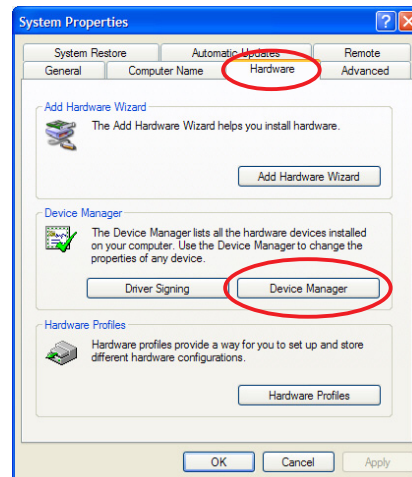 System Properties
System Restore Automatic Updates Remote
General Computer Name Hardware Advanced
Add Hardware Wizard
The Add Hardware Wizard helps you install hardware.
Add Hardware Wizard
Device Manager
The Device Manager lists all the hardware devices installed
on your computer. Use the Device Manager to change the
properties of any device.
Driver Signing Device Manager
Hardware Profiles
Hardware profiles provide a way for you to set up and store
different hardware configurations.
Hardware Profiles
OK Cancel Apply